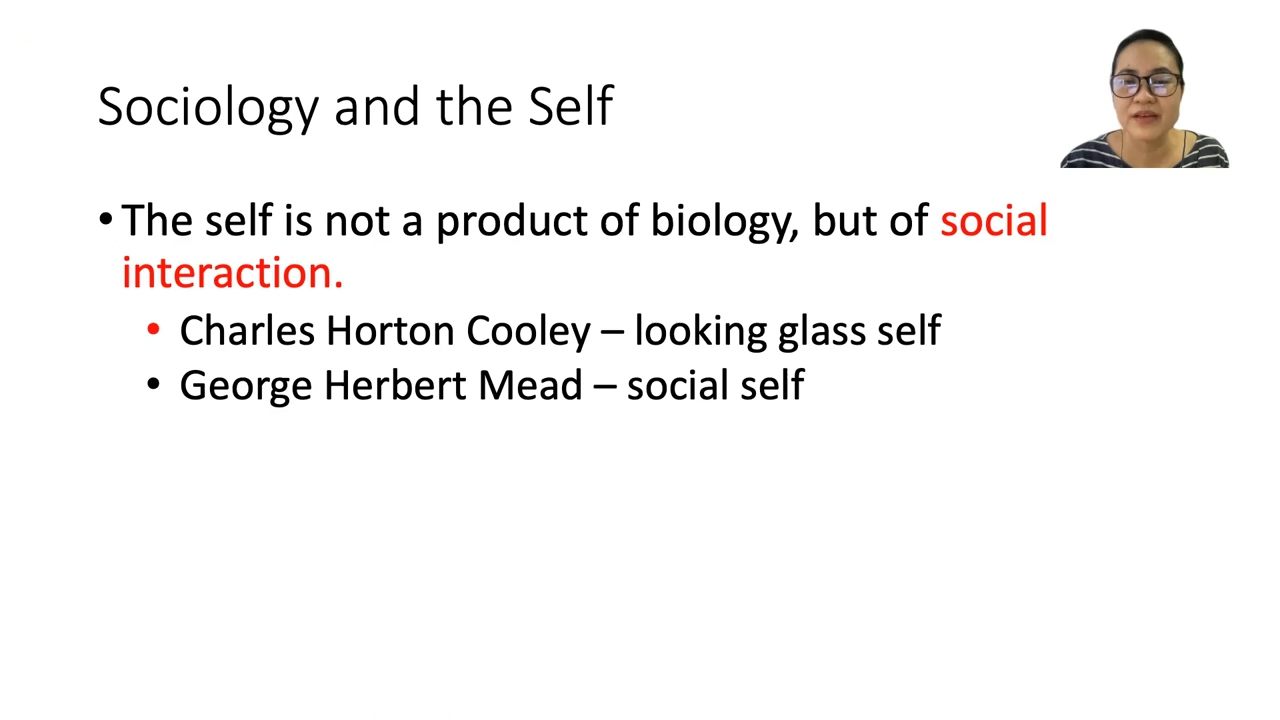 Sociology and the Self
• The self is not a product of biology, but of social
interaction.
• Charles Horton Cooley – looking glass self
• George Herbert Mead – social self